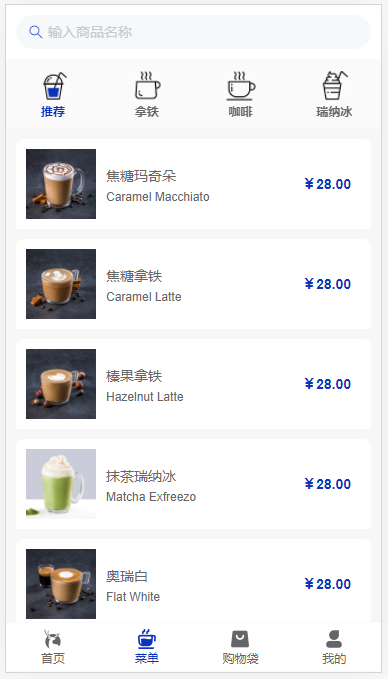 输入商品名称
推荐 拿铁 咖啡 瑞纳冰
焦糖玛奇朵
Caramel Macchiato
￥28.00
焦糖拿铁
Caramel Latte
￥28.00
榛果拿铁
Hazelnut Latte
￥28.00
抹茶瑞纳冰
Matcha Exfreezo
￥28.00
奥瑞白
Flat White
￥28.00
首页 菜单 购物袋 我的